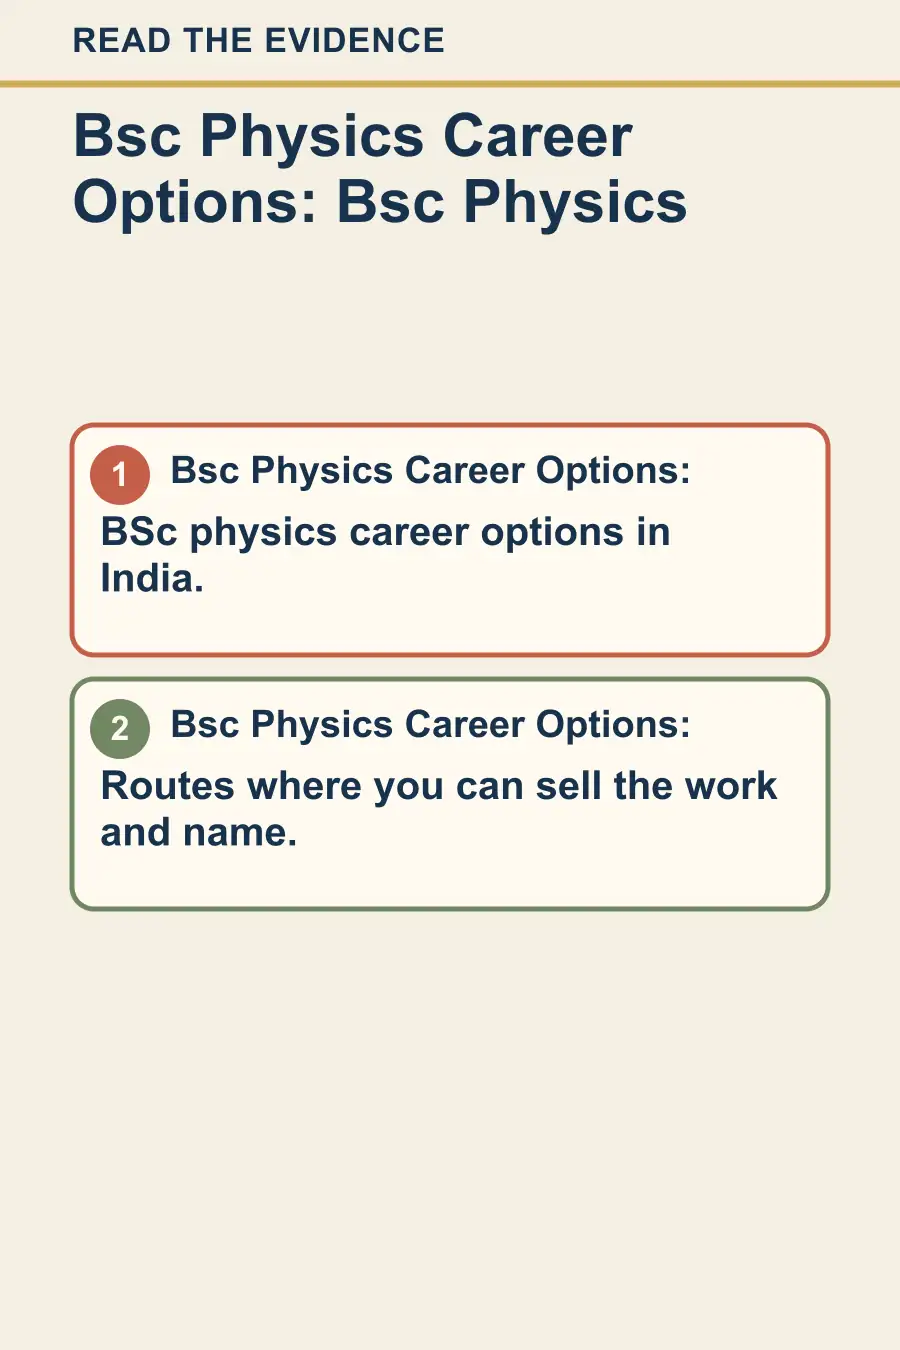 READ THE EVIDENCE
Bsc Physics Career
Options: Bsc Physics
1 Bsc Physics Career Options:
BSc physics career options in
India.
2 Bsc Physics Career Options:
Routes where you can sell the work
and name.